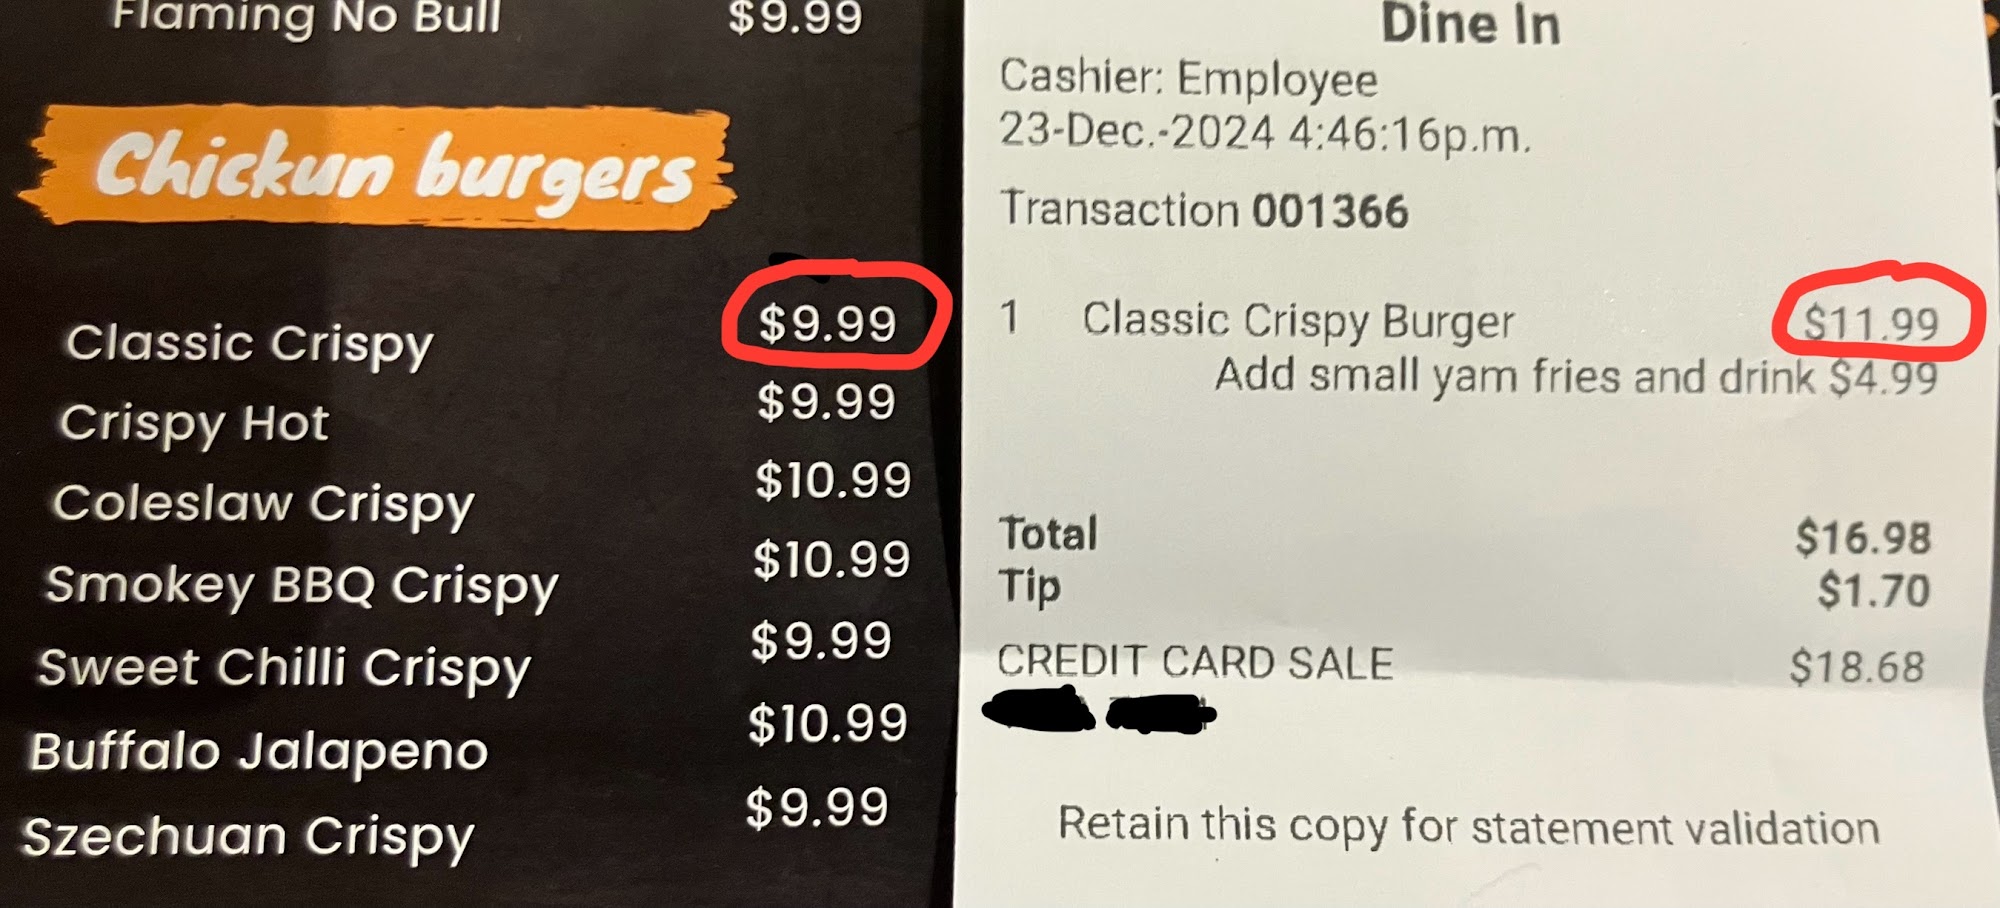 Flaming No Bull $9.99
Chickun burgers
Classic Crispy $9.99
Crispy Hot $9.99
Coleslaw Crispy $10.99
Smokey BBQ Crispy $10.99
Sweet Chilli Crispy $9.99
Buffalo Jalapeno $10.99
Szechuan Crispy $9.99
Dine In
Cashier: Employee
23-Dec.-2024 4:46:16p.m.
Transaction 001366
1 Classic Crispy Burger $11.99
Add small yam fries and drink $4.99
Total $16.98
Tip $1.70
CREDIT CARD SALE $18.68
Retain this copy for statement validation